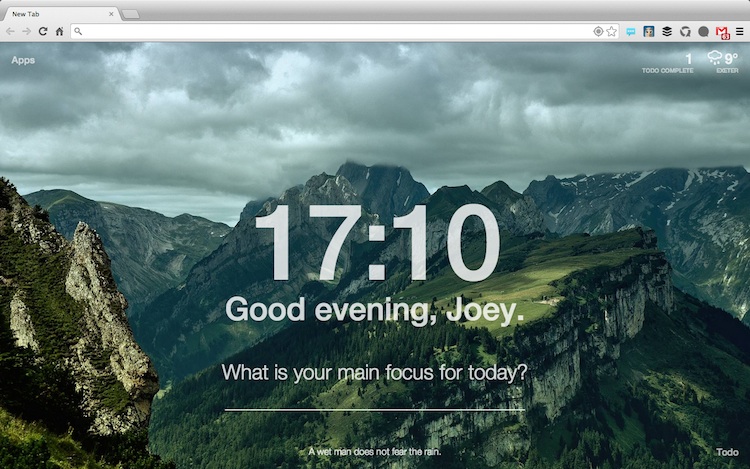 New Tab
Apps
1
TODO COMPLETE
9°
EXETER
17:10
Good evening, Joey.
What is your main focus for today?
A wet man does not fear the rain.
Todo